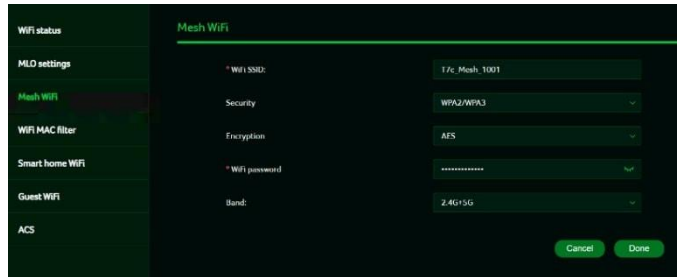 WiFi status
MLO settings
Mesh WiFi
WiFi MAC filter
Smart home WiFi
Guest WiFi
ACS
Mesh WiFi
* WiFi SSID: T7c_Mesh_1001
Security WPA2/WPA3
Encryption AES
* WiFi password •••••••••••••
Band: 2.4G+5G
Cancel Done